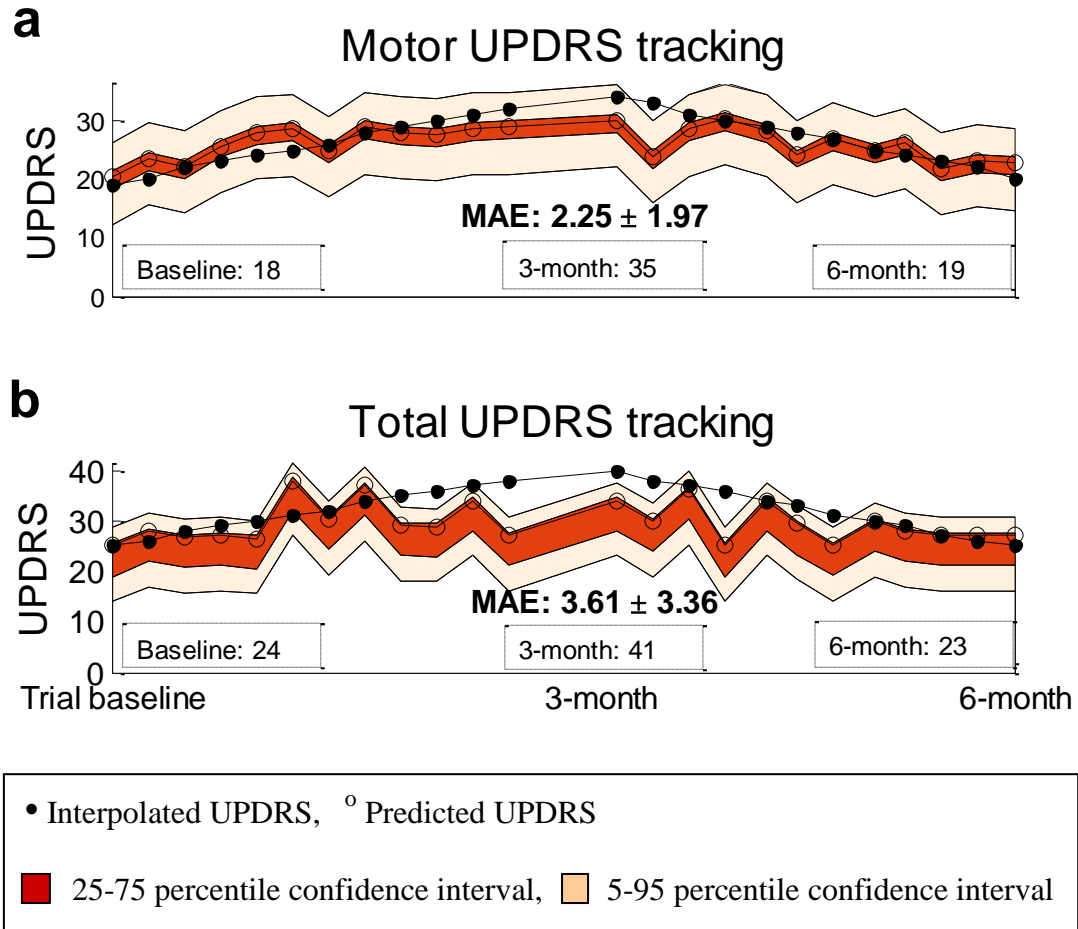 a
Motor UPDRS tracking
UPDRS
30
20
10
0
MAE: 2.25 ± 1.97
Baseline: 18
3-month: 35
6-month: 19
b
Total UPDRS tracking
UPDRS
40
30
20
10
0
MAE: 3.61 ± 3.36
Baseline: 24
3-month: 41
6-month: 23
Trial baseline 3-month 6-month
• Interpolated UPDRS, o Predicted UPDRS
25-75 percentile confidence interval, 5-95 percentile confidence interval